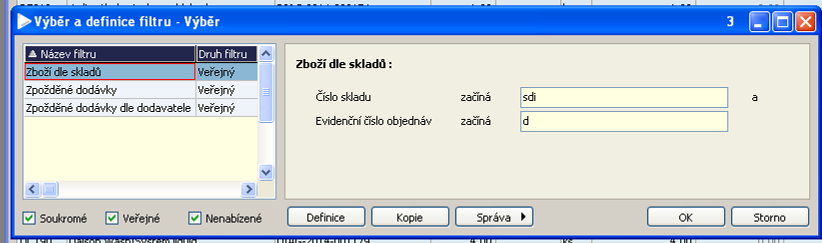 Výběr a definice filtru - Výběr 3
Název filtru Druh filtru
Zboží dle skladů Veřejný
Zpožděné dodávky Veřejný
Zpožděné dodávky dle dodavatele Veřejný
Zboží dle skladů :
Číslo skladu začíná sdi a
Evidenční číslo objednáv začíná d
Soukromé Veřejné Nenabízené
Definice Kopie Správa OK Storno